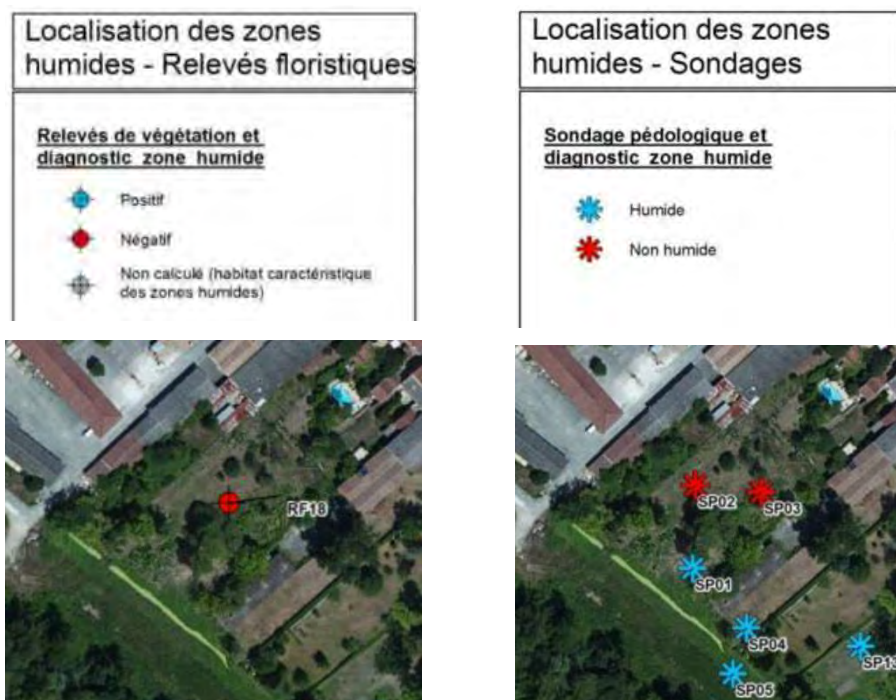 Localisation des zones
humides - Relevés floristiques
Relevés de végétation et
diagnostic zone humide
Positif
Négatif
Non calculé (habitat caractéristique
des zones humides)
RF18
Localisation des zones
humides - Sondages
Sondage pédologique et
diagnostic zone humide
Humide
Non humide
SP02
SP03
SP01
SP04
SP13
SP05